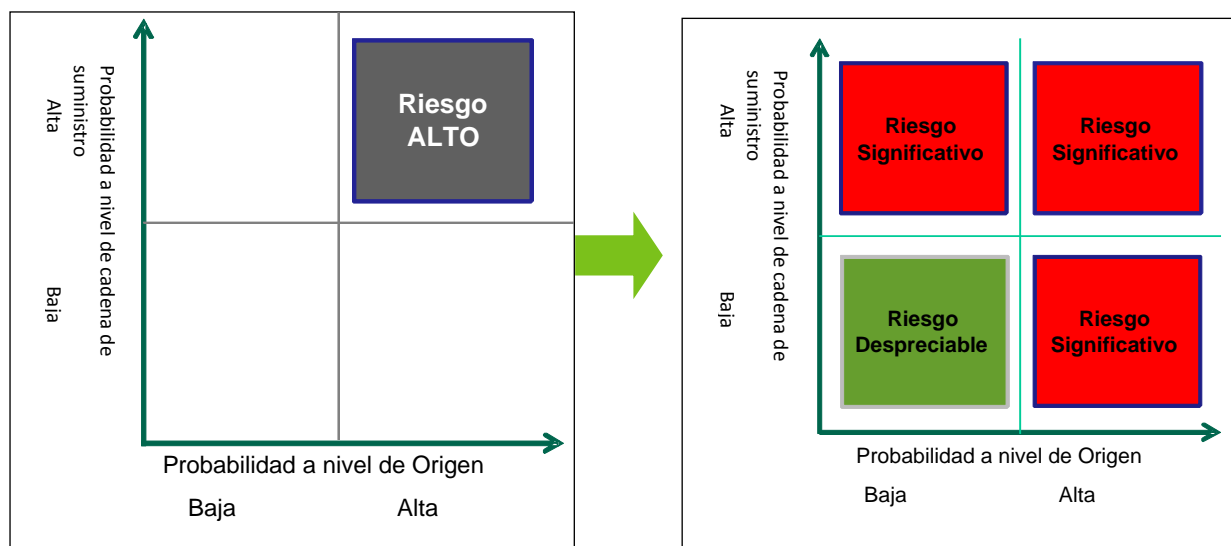 Probabilidad a nivel de cadena de
suministro
Alta
Baja
Riesgo
ALTO
Probabilidad a nivel de Origen
Baja
Alta
Probabilidad a nivel de cadena de
suministro
Alta
Baja
Riesgo
Significativo
Riesgo
Significativo
Riesgo
Despreciable
Riesgo
Significativo
Probabilidad a nivel de Origen
Baja
Alta